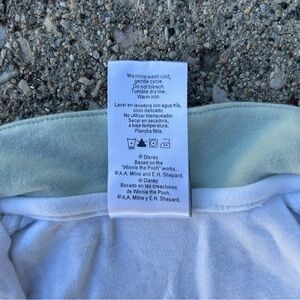 Machine wash cold,
gentle cycle.
Do not bleach.
Tumble dry low.
Warm iron.
Lavar en lavadora con agua fría,
ciclo delicado.
No utilizar blanqueador.
Secar en secadora,
a baja temperatura.
Plancha tibia.
© Disney
Based on the
"Winnie the Pooh" works.
© A.A. Milne y E.H. Shepard.
© Disney
Basado en las creaciones
de Winnie the Pooh.
© A.A. Milne y E.H. Shepard.